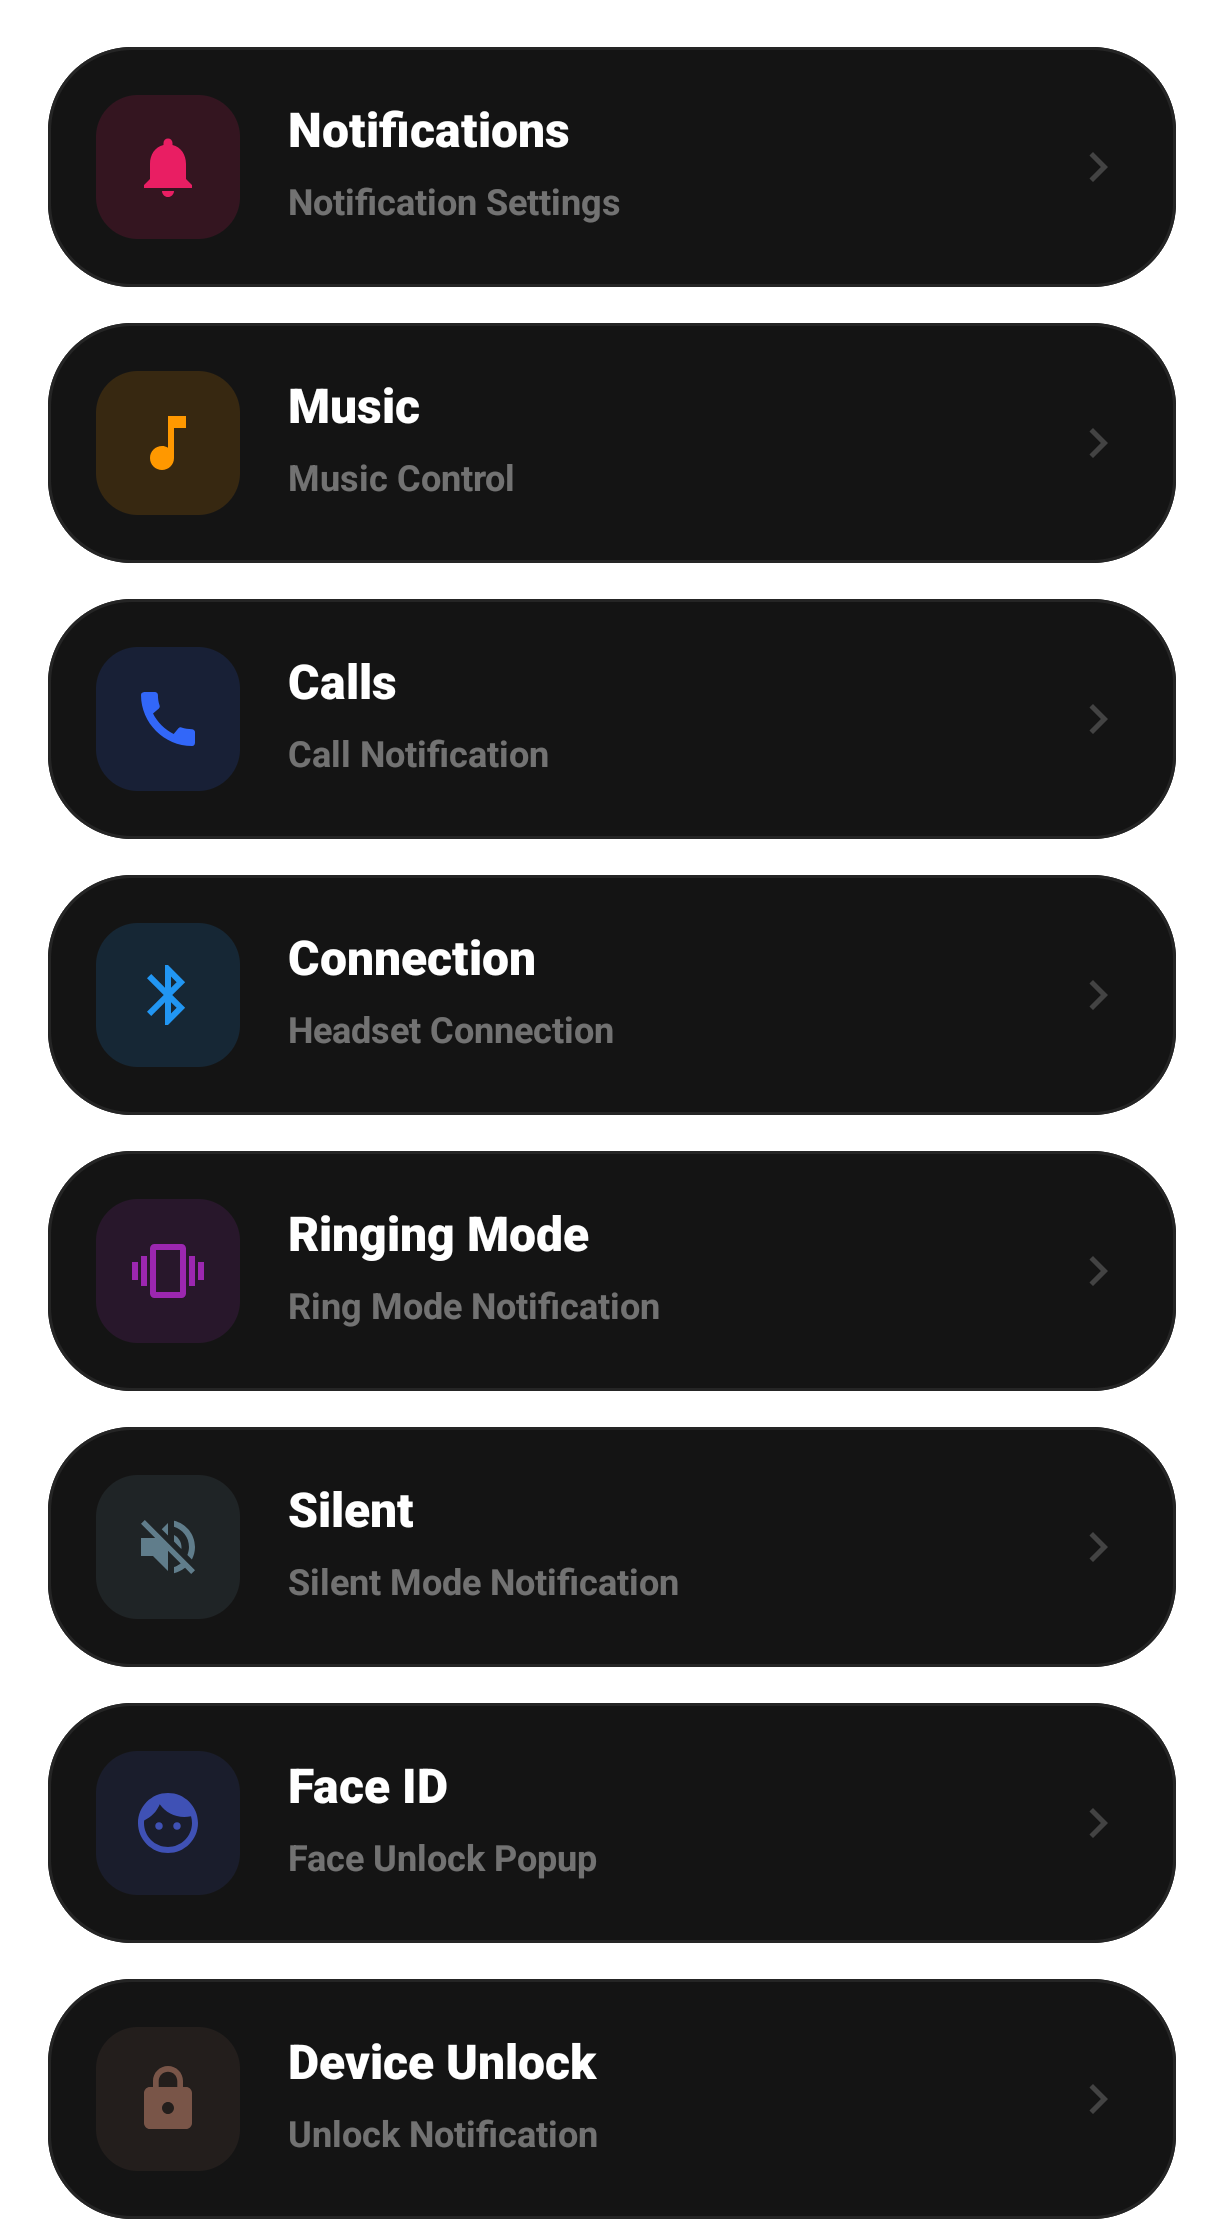 Notifications
Notification Settings
Music
Music Control
Calls
Call Notification
Connection
Headset Connection
Ringing Mode
Ring Mode Notification
Silent
Silent Mode Notification
Face ID
Face Unlock Popup
Device Unlock
Unlock Notification